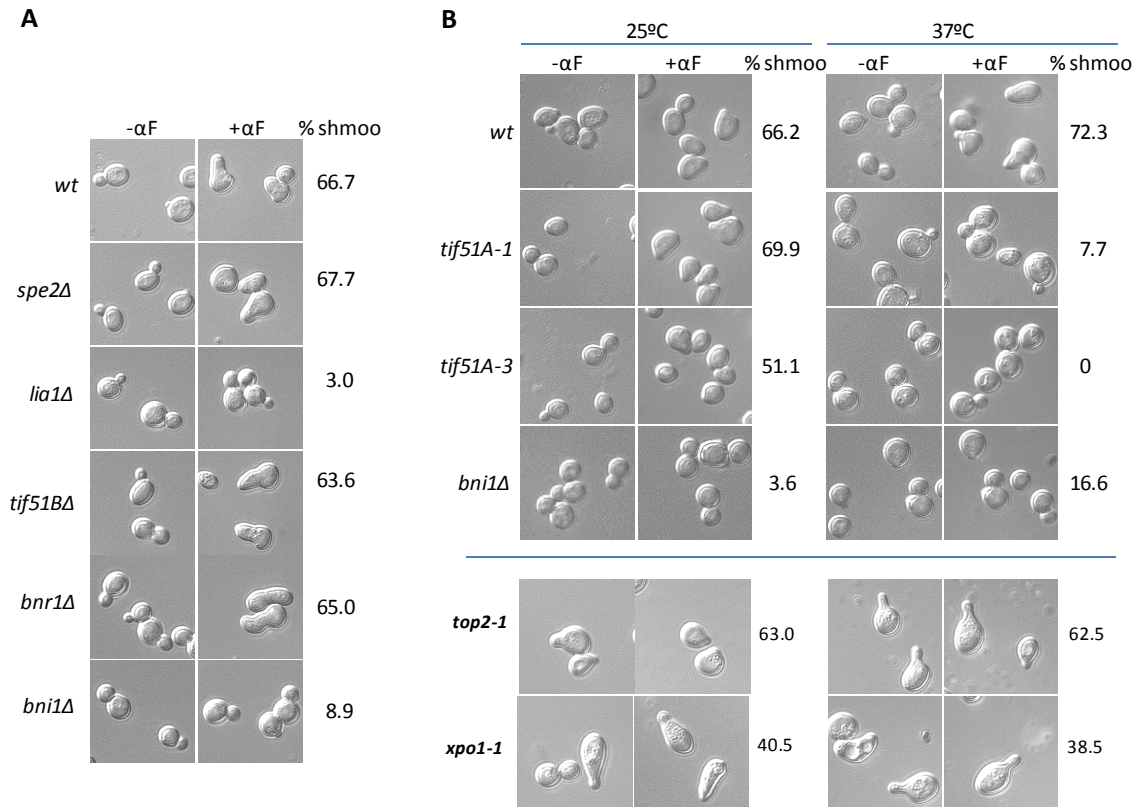 A
-αF +αF % shmoo
wt 66.7
spe2Δ 67.7
lia1Δ 3.0
tif51BΔ 63.6
bnr1Δ 65.0
bni1Δ 8.9
B
25ºC 37ºC
-αF +αF % shmoo -αF +αF % shmoo
wt 66.2 72.3
tif51A-1 69.9 7.7
tif51A-3 51.1 0
bni1Δ 3.6 16.6
top2-1 63.0 62.5
xpo1-1 40.5 38.5